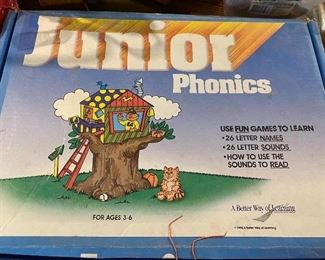 Junior
Phonics
USE FUN GAMES TO LEARN
• 26 LETTER NAMES
• 26 LETTER SOUNDS
• HOW TO USE THE
SOUNDS TO READ
FOR AGES 3-6
A Better Way of Learning